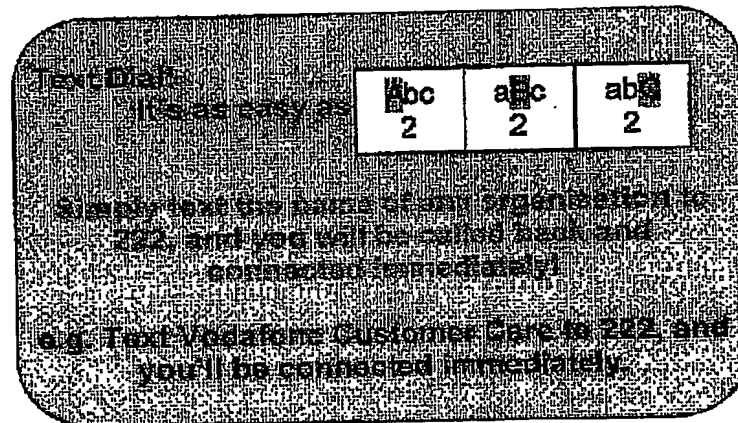 Text Dial:
It's as easy as
Abc aBc abC
2 2 2
Simply text the name of any organisation to
222, and you will be called back and
connected immediately!
e.g. Text Vodafone Customer Care to 222, and
you'll be connected immediately.